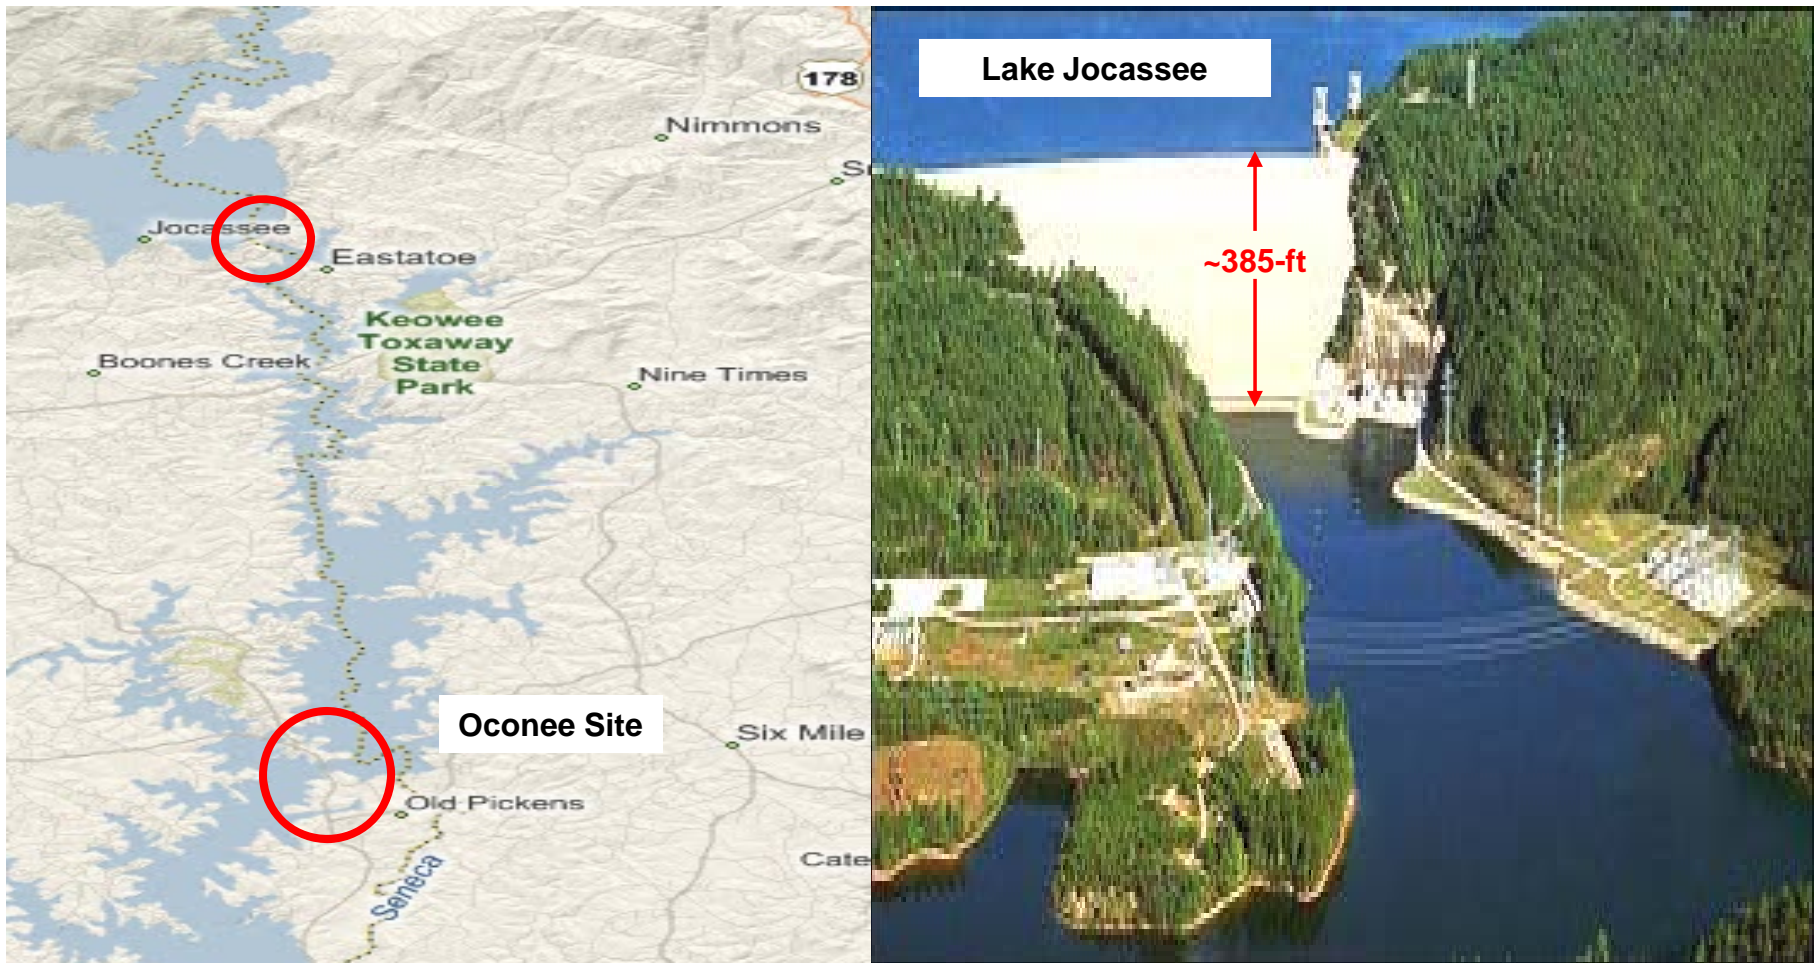 178
Nimmons
Jocassee
Eastatoe
Keowee
Toxaway
State
Park
Boones Creek
Nine Times
Oconee Site
Six Mile
Old Pickens
Seneca
Lake Jocassee
~385-ft